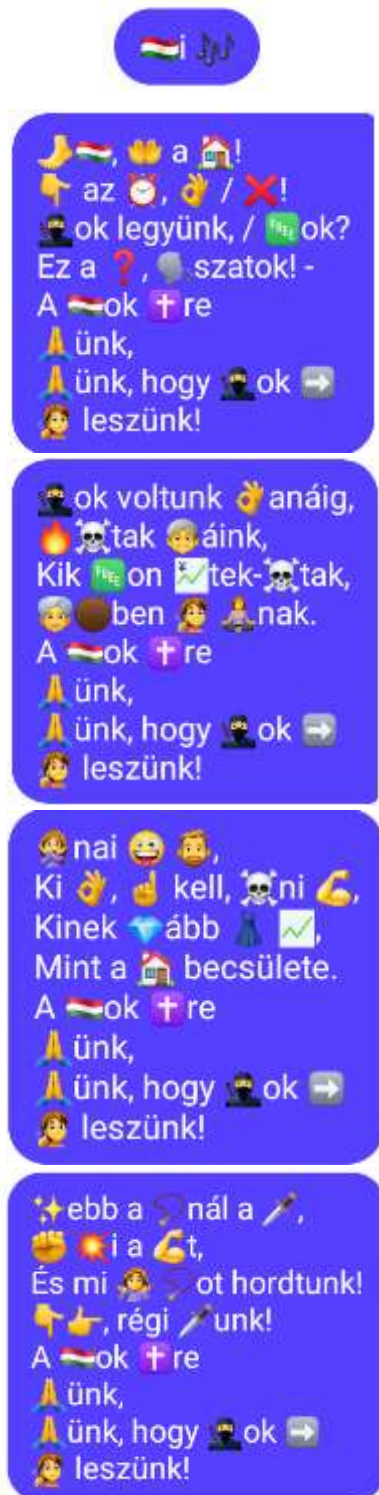 🇭🇺i 🎶
🦶🇭🇺, 🤲 a 🏠!
👇 az ⏰, 👌 / ❌!
🥷ok legyünk, / 🆓ok?
Ez a ❓, 🗣️szatok! -
A 🇭🇺ok ✝️re
🙏ünk,
🙏ünk, hogy 🥷ok ➡️
🙅 leszünk!
🥷ok voltunk 👌anáig,
🔥☠️tak 🧓áink,
Kik 🆓on 💹tek-☠️tak,
🧓🟤ben 🙅 🧘nak.
A 🇭🇺ok ✝️re
🙏ünk,
🙏ünk, hogy 🥷ok ➡️
🙅 leszünk!
🙅nai 🤪 🧔,
Ki 👌, ☝️ kell, ☠️ni 💪,
Kinek 💎ább 👗 📈,
Mint a 🏠 becsülete.
A 🇭🇺ok ✝️re
🙏ünk,
🙏ünk, hogy 🥷ok ➡️
🙅 leszünk!
✨ebb a 📿nál a 🗡️,
✊ 💥i a 💪t,
És mi 🙅 📿ot hordtunk!
👇👉, régi 🗡️unk!
A 🇭🇺ok ✝️re
🙏ünk,
🙏ünk, hogy 🥷ok ➡️
🙅 leszünk!